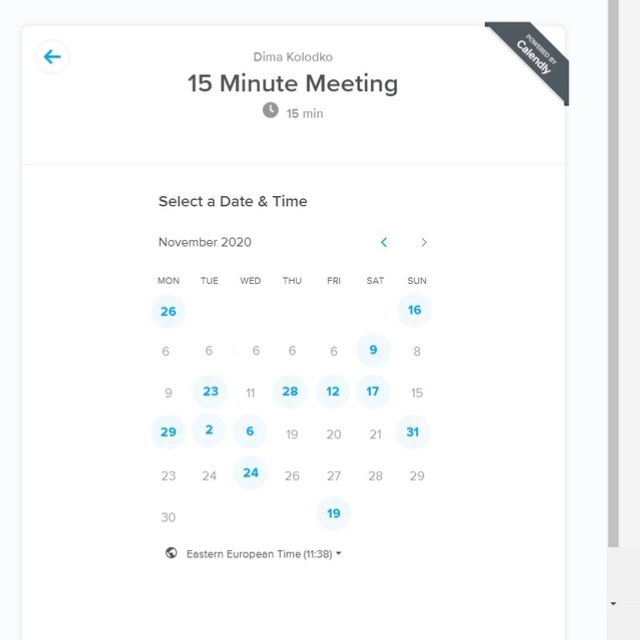 POWERED BY
Calendly
Dima Kolodko
15 Minute Meeting
15 min
Select a Date & Time
November 2020
MON TUE WED THU FRI SAT SUN
26 16
6 6 6 6 6 9 8
9 23 11 28 12 17 15
29 2 6 19 20 21 31
23 24 24 26 27 28 29
30 19
Eastern European Time (11:38)